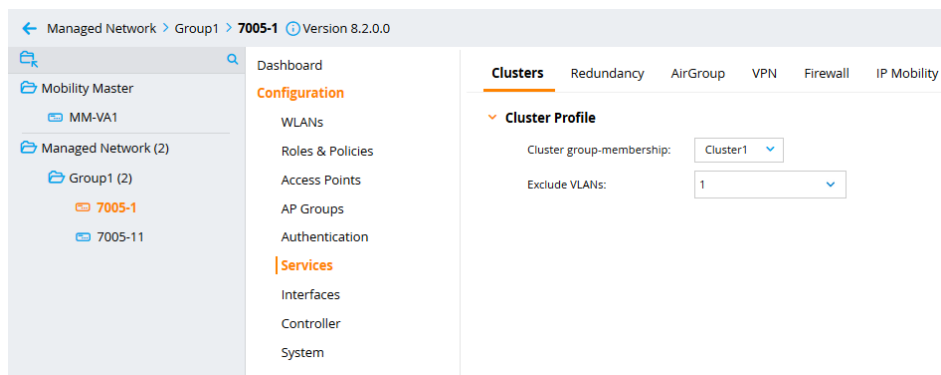 Managed Network > Group1 > 7005-1 Version 8.2.0.0
Mobility Master
MM-VA1
Managed Network (2)
Group1 (2)
7005-1
7005-11
Dashboard
Configuration
WLANs
Roles & Policies
Access Points
AP Groups
Authentication
Services
Interfaces
Controller
System
Clusters Redundancy AirGroup VPN Firewall IP Mobility
Cluster Profile
Cluster group-membership: Cluster1
Exclude VLANs: 1